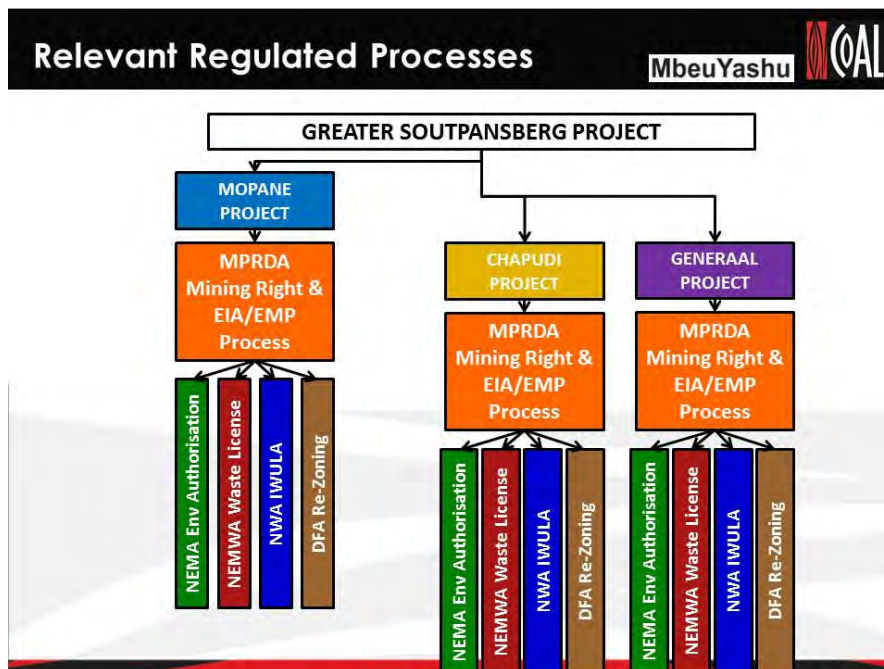 Relevant Regulated Processes
MbeuYashu
CoAL
GREATER SOUTPANSBERG PROJECT
MOPANE
PROJECT
MPRDA
Mining Right &
EIA/EMP
Process
NEMA Env Authorisation
NEMWA Waste License
NWA IWULA
DFA Re-Zoning
CHAPUDI
PROJECT
MPRDA
Mining Right &
EIA/EMP
Process
NEMA Env Authorisation
NEMWA Waste License
NWA IWULA
DFA Re-Zoning
GENERAAL
PROJECT
MPRDA
Mining Right &
EIA/EMP
Process
NEMA Env Authorisation
NEMWA Waste License
NWA IWULA
DFA Re-Zoning